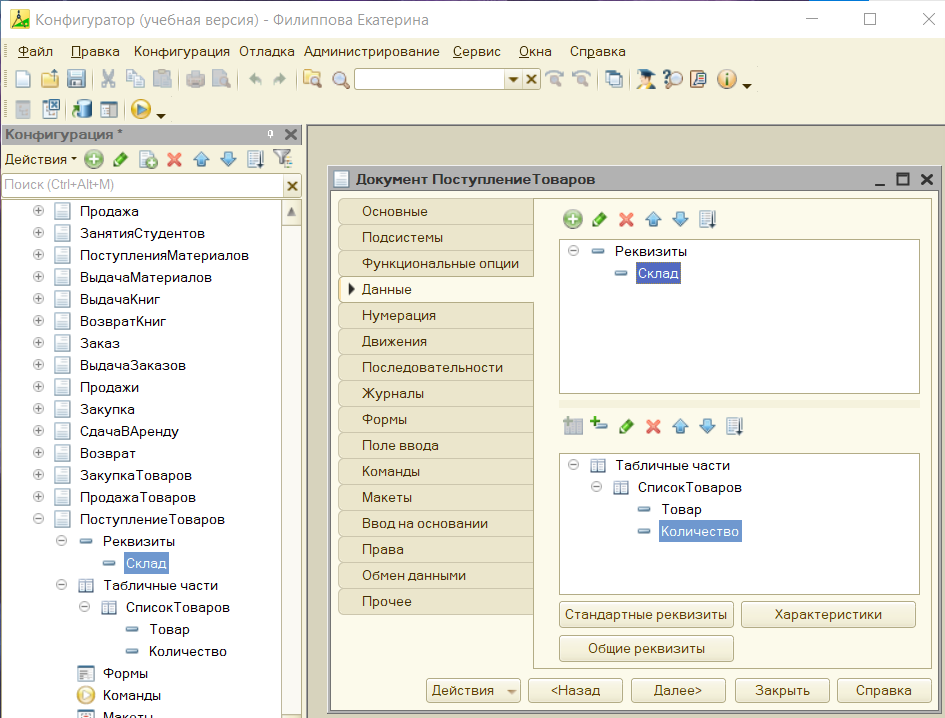 Конфигуратор (учебная версия) - Филиппова Екатерина
Файл Правка Конфигурация Отладка Администрирование Сервис Окна Справка
Конфигурация *
Действия
Поиск (Ctrl+Alt+M)
Продажа
ЗанятияСтудентов
ПоступленияМатериалов
ВыдачаМатериалов
ВыдачаКниг
ВозвратКниг
Заказ
ВыдачаЗаказов
Продажи
Закупка
СдачаВАренду
Возврат
ЗакупкаТоваров
ПродажаТоваров
ПоступлениеТоваров
Реквизиты
Склад
Табличные части
СписокТоваров
Товар
Количество
Формы
Команды
Макеты
Документ ПоступлениеТоваров
Основные
Подсистемы
Функциональные опции
Данные
Нумерация
Движения
Последовательности
Журналы
Формы
Поле ввода
Команды
Макеты
Ввод на основании
Права
Обмен данными
Прочее
Реквизиты
Склад
Табличные части
СписокТоваров
Товар
Количество
Стандартные реквизиты Характеристики
Общие реквизиты
Действия <Назад Далее> Закрыть Справка